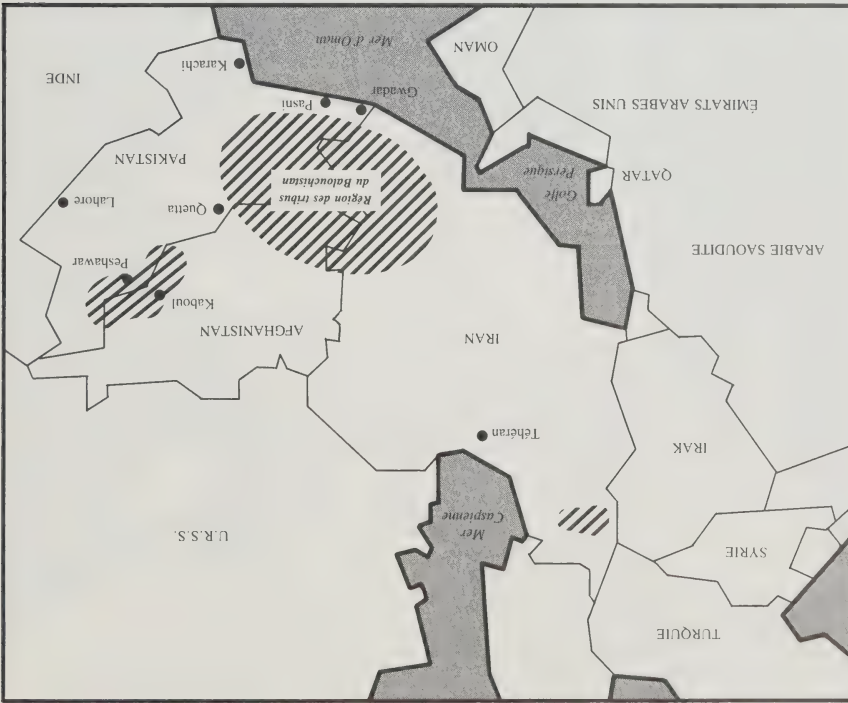 TURQUIE
SYRIE
Mer
Caspienne
U.R.S.S.
IRAK
Téhéran
IRAN
AFGHANISTAN
Kaboul
Peshawar
ARABIE SAOUDITE
Quetta
Lahore
Région des tribus
du Balouchistan
QATAR
Golfe
Persique
PAKISTAN
ÉMIRATS ARABES UNIS
Gwadar
Pasni
INDE
Karachi
OMAN
Mer d'Oman